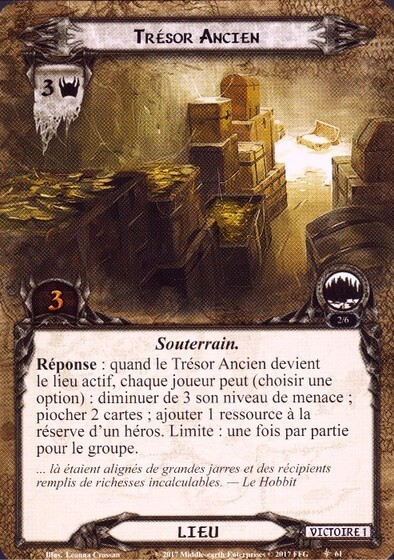 Trésor Ancien
3
3
2/6
Souterrain.
Réponse : quand le Trésor Ancien devient
le lieu actif, chaque joueur peut (choisir une
option) : diminuer de 3 son niveau de menace ;
piocher 2 cartes ; ajouter 1 ressource à la
réserve d'un héros. Limite : une fois par partie
pour le groupe.
... là étaient alignés de grandes jarres et des récipients
remplis de richesses incalculables. — Le Hobbit
LIEU
VICTOIRE 1
Illus. Leanna Crossan
© 2017 Middle-earth Enterprises © 2017 FFG
61